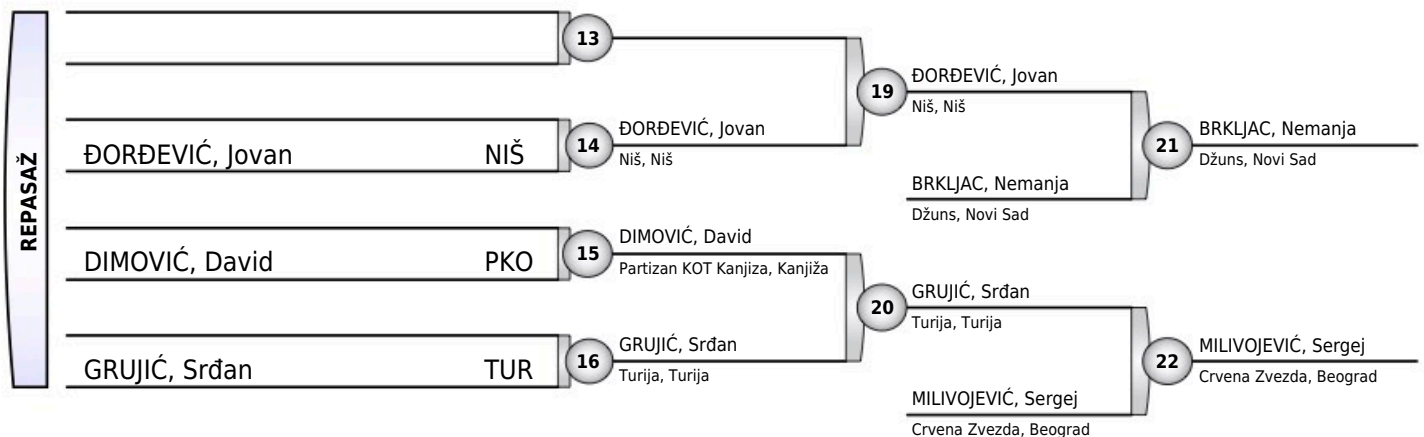 REPASAŽ
13
19
ĐORĐEVIĆ, Jovan
Niš, Niš
ĐORĐEVIĆ, Jovan NIŠ
14
ĐORĐEVIĆ, Jovan
Niš, Niš
21
BRKLJAC, Nemanja
Džuns, Novi Sad
BRKLJAC, Nemanja
Džuns, Novi Sad
DIMOVIĆ, David PKO
15
DIMOVIĆ, David
Partizan KOT Kanjiza, Kanjiža
20
GRUJIĆ, Srđan
Turija, Turija
GRUJIĆ, Srđan TUR
16
GRUJIĆ, Srđan
Turija, Turija
22
MILIVOJEVIĆ, Sergej
Crvena Zvezda, Beograd
MILIVOJEVIĆ, Sergej
Crvena Zvezda, Beograd